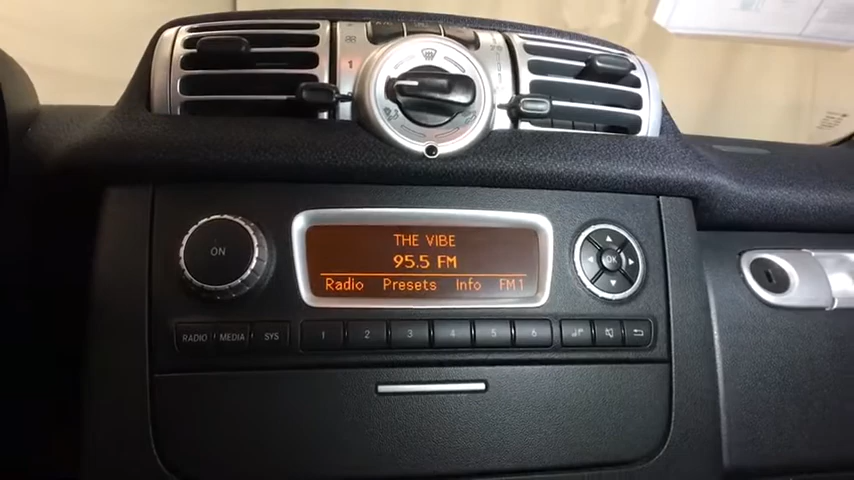 ON
THE VIBE
95.5 FM
Radio Presets Info FM1
OK
RADIO MEDIA SYS
1 2 3 4 5 6